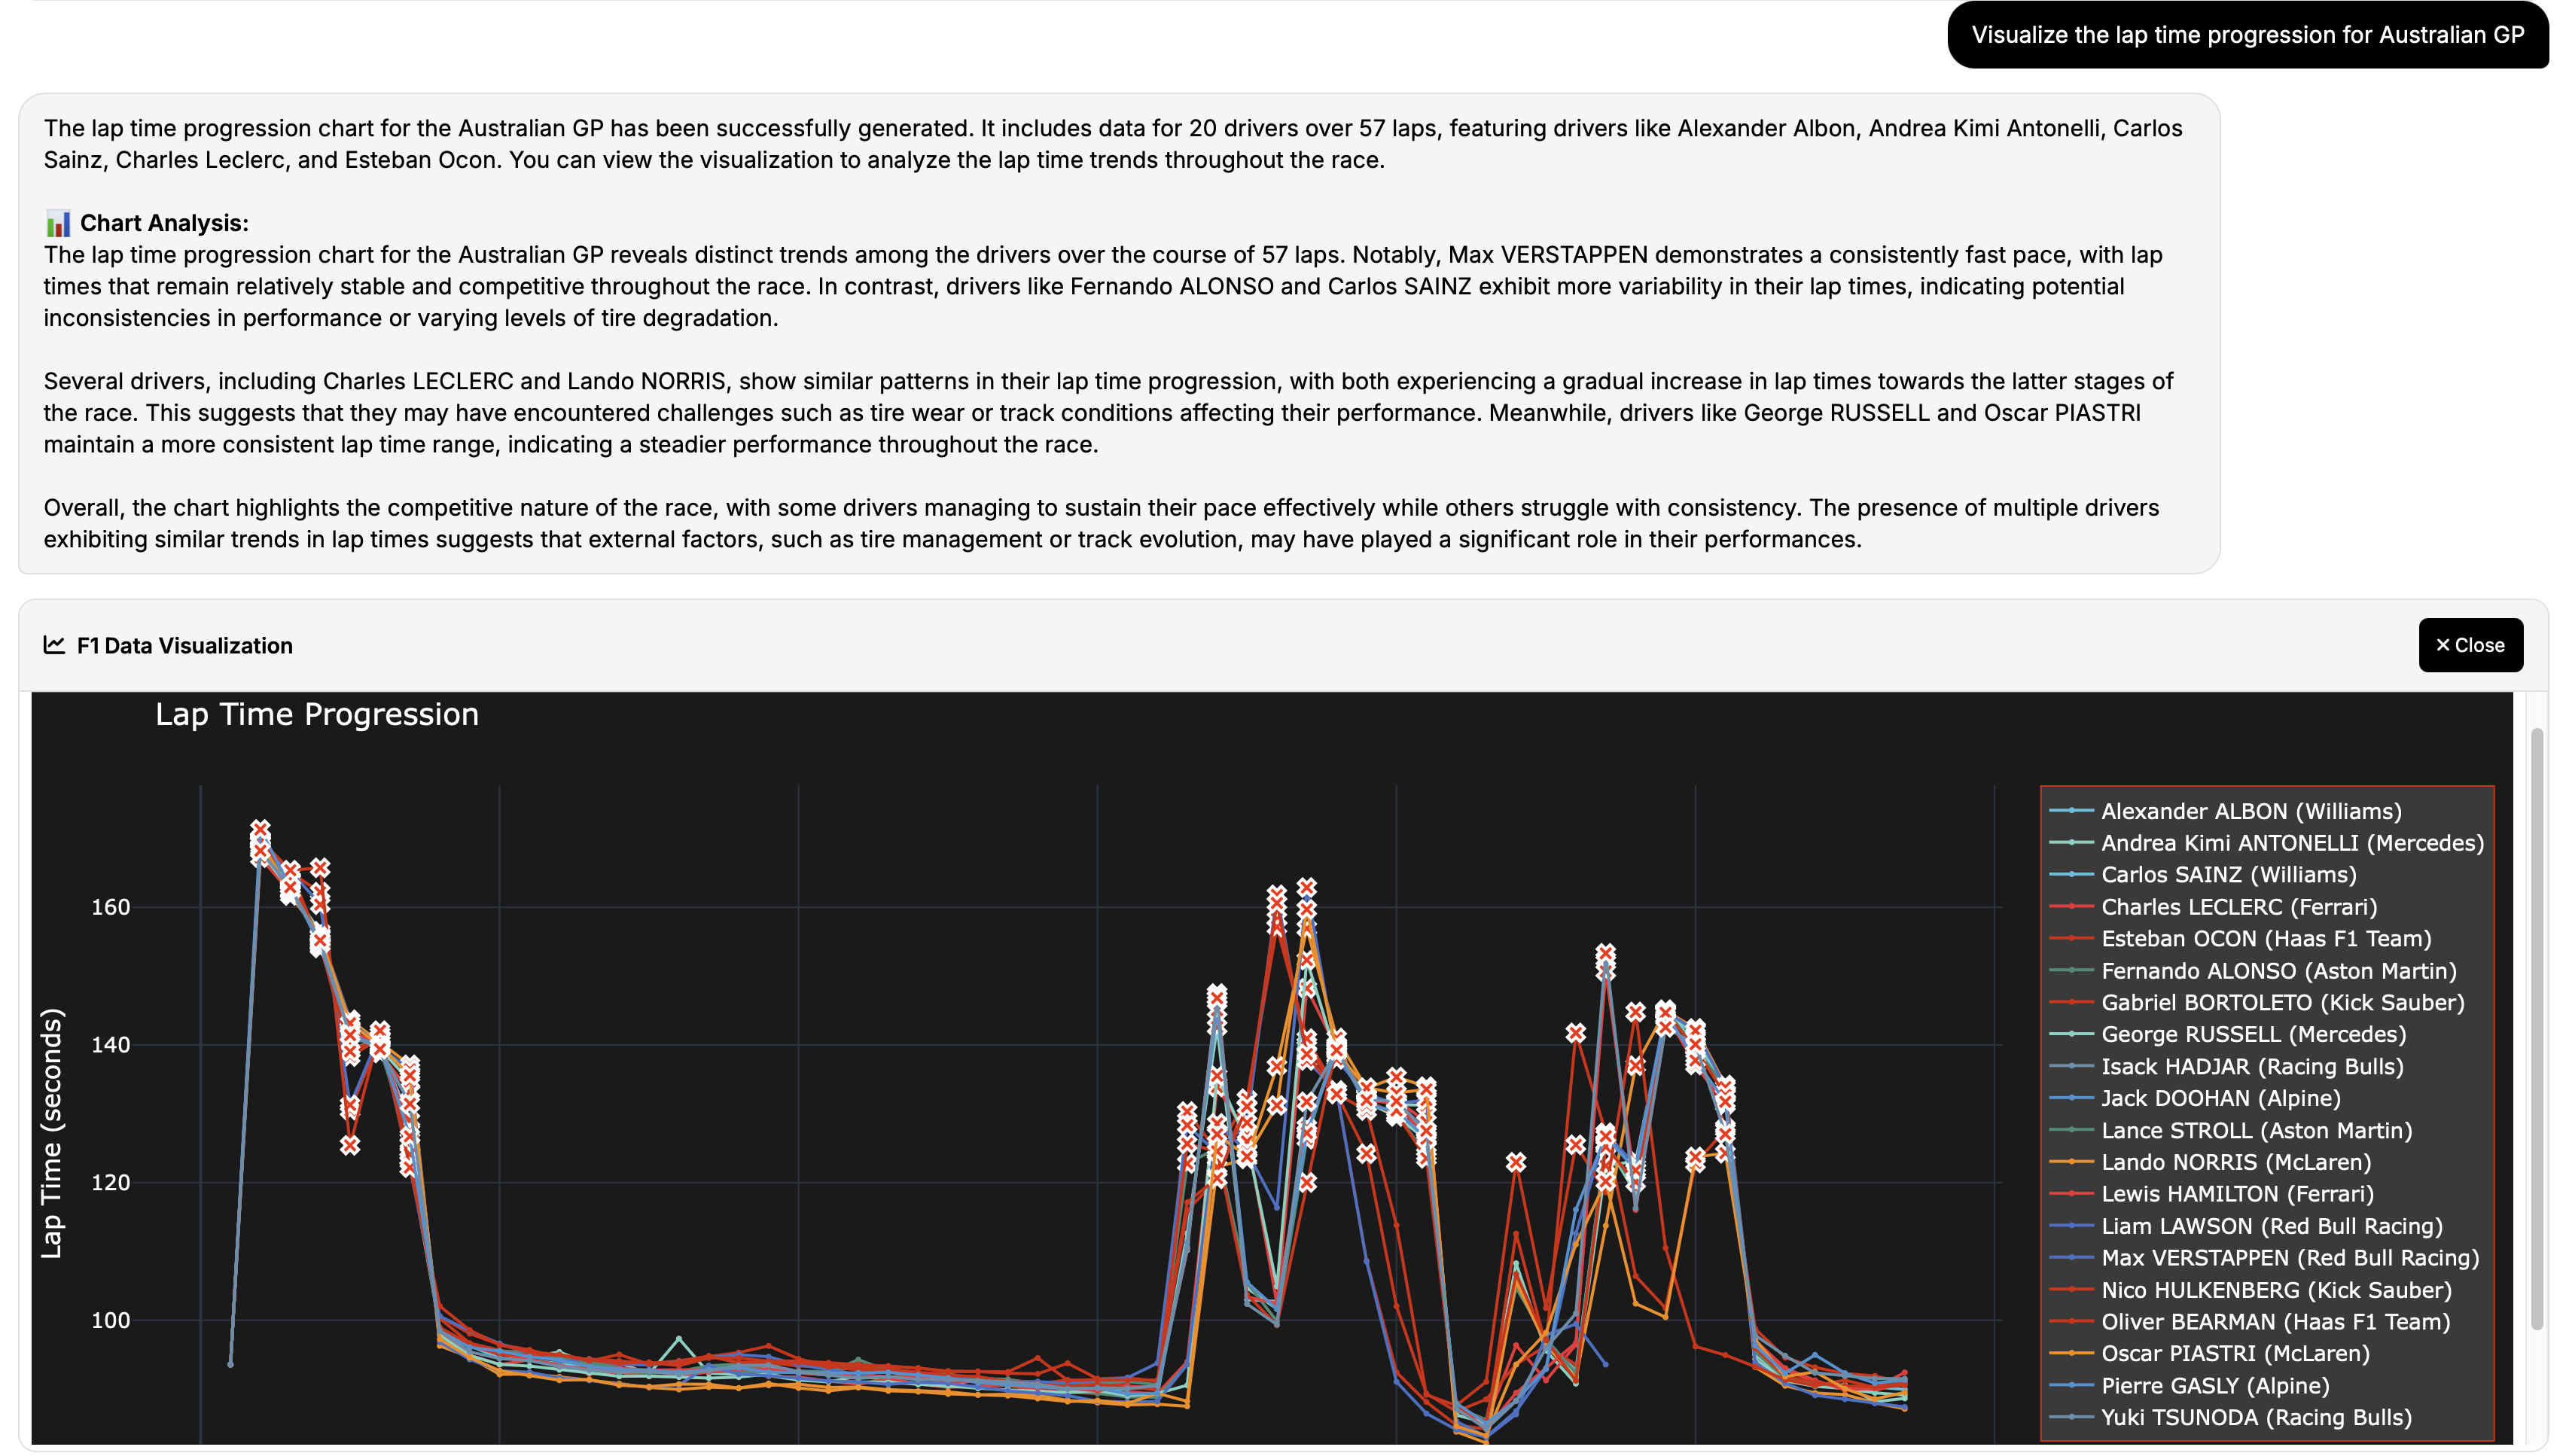 Visualize the lap time progression for Australian GP
The lap time progression chart for the Australian GP has been successfully generated. It includes data for 20 drivers over 57 laps, featuring drivers like Alexander Albon, Andrea Kimi Antonelli, Carlos
Sainz, Charles Leclerc, and Esteban Ocon. You can view the visualization to analyze the lap time trends throughout the race.
📊 Chart Analysis:
The lap time progression chart for the Australian GP reveals distinct trends among the drivers over the course of 57 laps. Notably, Max VERSTAPPEN demonstrates a consistently fast pace, with lap
times that remain relatively stable and competitive throughout the race. In contrast, drivers like Fernando ALONSO and Carlos SAINZ exhibit more variability in their lap times, indicating potential
inconsistencies in performance or varying levels of tire degradation.
Several drivers, including Charles LECLERC and Lando NORRIS, show similar patterns in their lap time progression, with both experiencing a gradual increase in lap times towards the latter stages of
the race. This suggests that they may have encountered challenges such as tire wear or track conditions affecting their performance. Meanwhile, drivers like George RUSSELL and Oscar PIASTRI
maintain a more consistent lap time range, indicating a steadier performance throughout the race.
Overall, the chart highlights the competitive nature of the race, with some drivers managing to sustain their pace effectively while others struggle with consistency. The presence of multiple drivers
exhibiting similar trends in lap times suggests that external factors, such as tire management or track evolution, may have played a significant role in their performances.
F1 Data Visualization
× Close
Lap Time Progression
160
140
120
100
Lap Time (seconds)
Alexander ALBON (Williams)
Andrea Kimi ANTONELLI (Mercedes)
Carlos SAINZ (Williams)
Charles LECLERC (Ferrari)
Esteban OCON (Haas F1 Team)
Fernando ALONSO (Aston Martin)
Gabriel BORTOLETO (Kick Sauber)
George RUSSELL (Mercedes)
Isack HADJAR (Racing Bulls)
Jack DOOHAN (Alpine)
Lance STROLL (Aston Martin)
Lando NORRIS (McLaren)
Lewis HAMILTON (Ferrari)
Liam LAWSON (Red Bull Racing)
Max VERSTAPPEN (Red Bull Racing)
Nico HULKENBERG (Kick Sauber)
Oliver BEARMAN (Haas F1 Team)
Oscar PIASTRI (McLaren)
Pierre GASLY (Alpine)
Yuki TSUNODA (Racing Bulls)